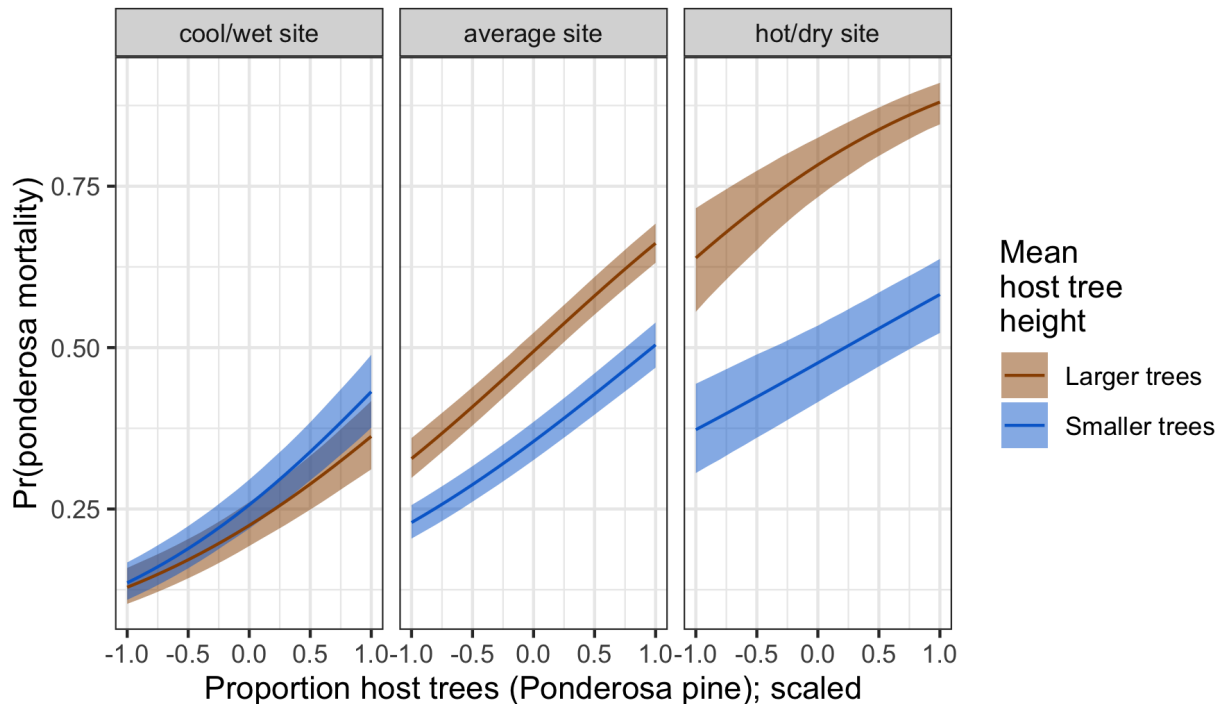 cool/wet site average site hot/dry site
Pr(ponderosa mortality)
0.75
0.50
0.25
-1.0 -0.5 0.0 0.5 1.0 -1.0 -0.5 0.0 0.5 1.0 -1.0 -0.5 0.0 0.5 1.0
Proportion host trees (Ponderosa pine); scaled
Mean
host tree
height
Larger trees
Smaller trees